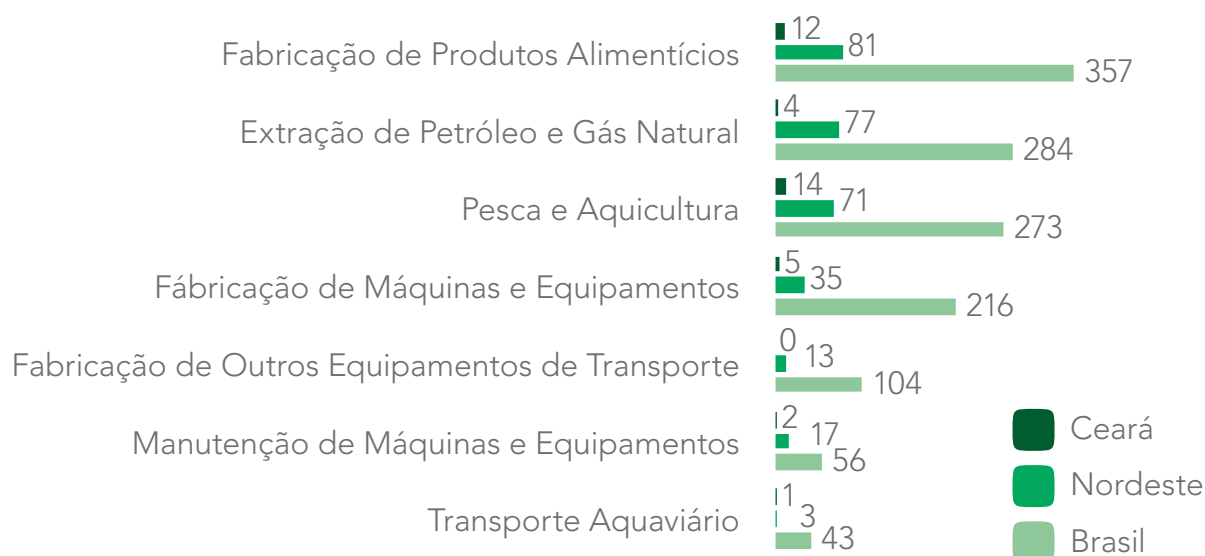 12
Fabricação de Produtos Alimentícios
81
357
4
Extração de Petróleo e Gás Natural
77
284
14
Pesca e Aquicultura
71
273
5
Fábricação de Máquinas e Equipamentos
35
216
0
Fabricação de Outros Equipamentos de Transporte
13
104
2
Manutenção de Máquinas e Equipamentos
17
56
1
Transporte Aquaviário
3
43
Ceará
Nordeste
Brasil